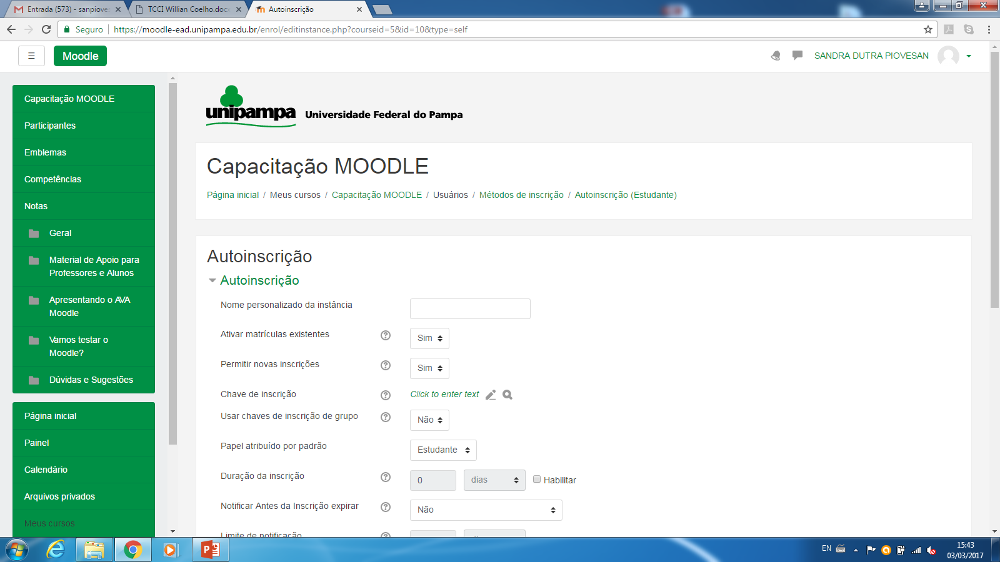 Entrada (573) - sanpioves
TCCI Willian Coelho.docx
Autoinscrição
Seguro
https://moodle-ead.unipampa.edu.br/enrol/editinstance.php?courseid=5&id=10&type=self
Moodle
SANDRA DUTRA PIOVESAN
Capacitação MOODLE
Participantes
Emblemas
Competências
Notas
Geral
Material de Apoio para
Professores e Alunos
Apresentando o AVA
Moodle
Vamos testar o
Moodle?
Dúvidas e Sugestões
Página inicial
Painel
Calendário
Arquivos privados
Meus cursos
unipampa Universidade Federal do Pampa
Capacitação MOODLE
Página inicial / Meus cursos / Capacitação MOODLE / Usuários / Métodos de inscrição / Autoinscrição (Estudante)
Autoinscrição
Autoinscrição
Nome personalizado da instância
Ativar matrículas existentes Sim
Permitir novas inscrições Sim
Chave de inscrição Click to enter text
Usar chaves de inscrição de grupo Não
Papel atribuído por padrão Estudante
Duração da inscrição 0 dias Habilitar
Notificar Antes da Inscrição expirar Não
Limite de notificação
EN
15:43
03/03/2017